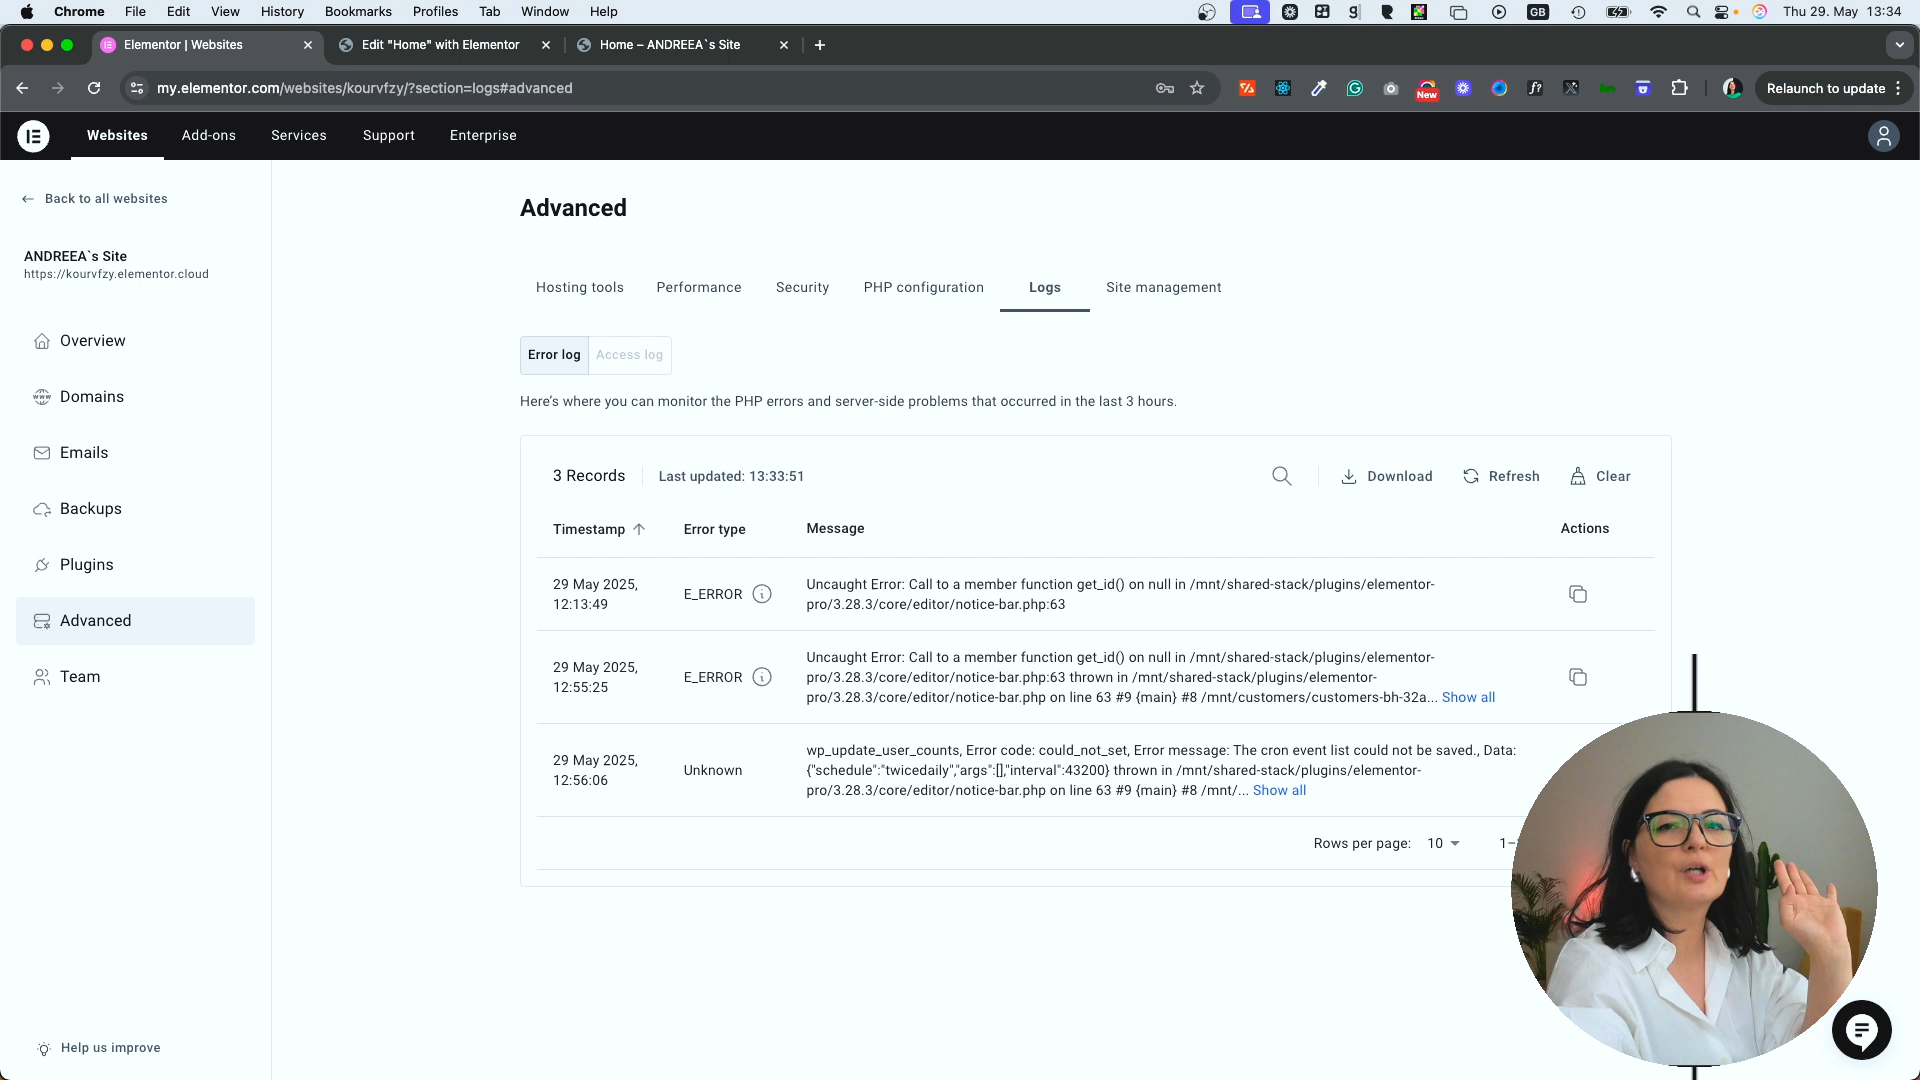 Chrome File Edit View History Bookmarks Profiles Tab Window Help GB Thu 29. May 13:34
Elementor | Websites Edit "Home" with Elementor Home – ANDREEA`s Site
my.elementor.com/websites/kourvfzy/?section=logs#advanced New Relaunch to update
Websites Add-ons Services Support Enterprise
Back to all websites
ANDREEA`s Site
https://kourvfzy.elementor.cloud
Overview
Domains
Emails
Backups
Plugins
Advanced
Team
Help us improve
Advanced
Hosting tools Performance Security PHP configuration Logs Site management
Error log Access log
Here’s where you can monitor the PHP errors and server-side problems that occurred in the last 3 hours.
3 Records Last updated: 13:33:51 Download Refresh Clear
Timestamp Error type Message Actions
29 May 2025,
12:13:49
E_ERROR
Uncaught Error: Call to a member function get_id() on null in /mnt/shared-stack/plugins/elementor-
pro/3.28.3/core/editor/notice-bar.php:63
29 May 2025,
12:55:25
E_ERROR
Uncaught Error: Call to a member function get_id() on null in /mnt/shared-stack/plugins/elementor-
pro/3.28.3/core/editor/notice-bar.php:63 thrown in /mnt/shared-stack/plugins/elementor-
pro/3.28.3/core/editor/notice-bar.php on line 63 #9 {main} #8 /mnt/customers/customers-bh-32a... Show all
29 May 2025,
12:56:06
Unknown
wp_update_user_counts, Error code: could_not_set, Error message: The cron event list could not be saved., Data:
{"schedule":"twicedaily","args":[],"interval":43200} thrown in /mnt/shared-stack/plugins/elementor-
pro/3.28.3/core/editor/notice-bar.php on line 63 #9 {main} #8 /mnt/... Show all
Rows per page: 10 1–